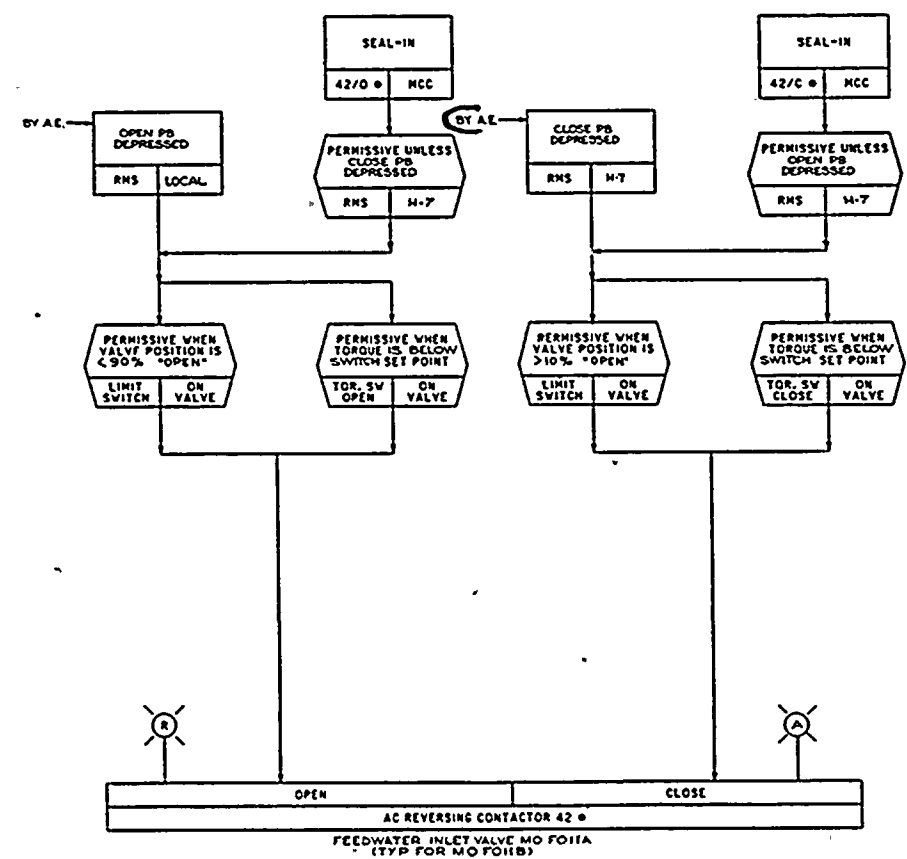 SEAL-IN
42/O * MCC
SEAL-IN
42/C * MCC
BY A.E.
OPEN PB
DEPRESSED
RMS LOCAL
PERMISSIVE UNLESS
CLOSE PB
DEPRESSED
RMS H-7
BY A.E.
CLOSE PB
DEPRESSED
RMS H-7
PERMISSIVE UNLESS
OPEN PB
DEPRESSED
RMS H-7
PERMISSIVE WHEN
VALVE POSITION IS
<90% "OPEN"
LIMIT
SWITCH
ON
VALVE
PERMISSIVE WHEN
TORQUE IS BELOW
SWITCH SET POINT
TOR. SW
OPEN
ON
VALVE
PERMISSIVE WHEN
VALVE POSITION IS
>10% "OPEN"
LIMIT
SWITCH
ON
VALVE
PERMISSIVE WHEN
TORQUE IS BELOW
SWITCH SET POINT
TOR. SW
CLOSE
ON
VALVE
R
A
OPEN
CLOSE
AC REVERSING CONTACTOR 42 *
FEEDWATER INLET VALVE MO F011A
(TYP FOR MO F011B)